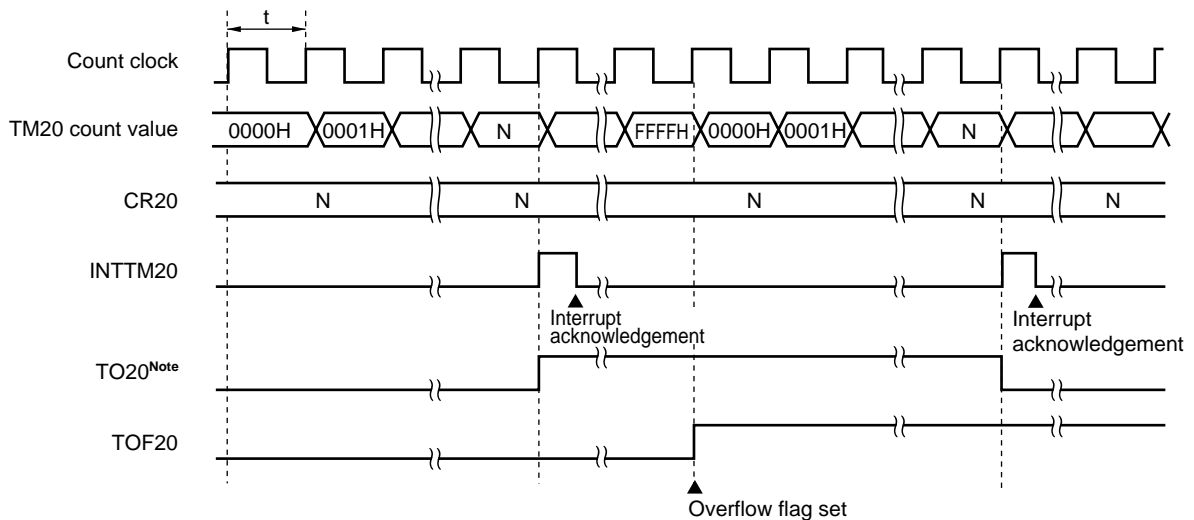 t
Count clock
TM20 count value 0000H 0001H N FFFFH 0000H 0001H N
CR20 N N N N N
INTTM20
Interrupt acknowledgement
Interrupt acknowledgement
TO20Note
TOF20
Overflow flag set